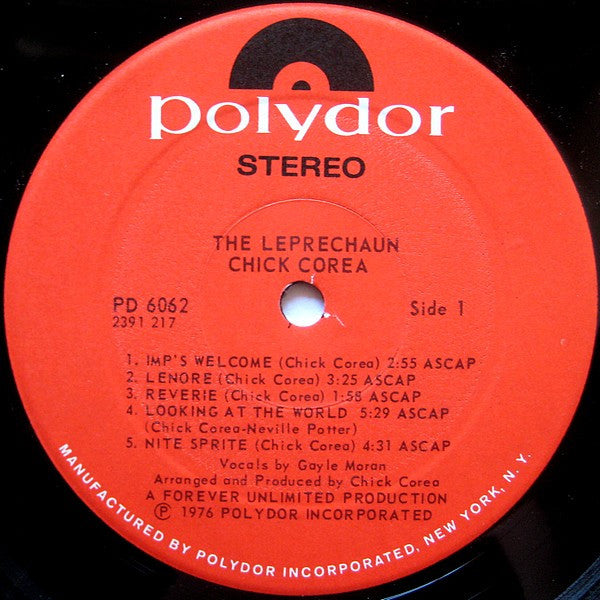 polydor
STEREO
THE LEPRECHAUN
CHICK COREA
PD 6062
2391 217
Side 1
1. IMP'S WELCOME (Chick Corea) 2:55 ASCAP
2. LENORE (Chick Corea) 3:25 ASCAP
3. REVERIE (Chick Corea) 1:58 ASCAP
4. LOOKING AT THE WORLD 5:29 ASCAP
(Chick Corea-Neville Potter)
5. NITE SPRITE (Chick Corea) 4:31 ASCAP
Vocals by Gayle Moran
Arranged and Produced by Chick Corea
A FOREVER UNLIMITED PRODUCTION
Ⓟ 1976 POLYDOR INCORPORATED
MANUFACTURED BY POLYDOR INCORPORATED, NEW YORK, N.Y.